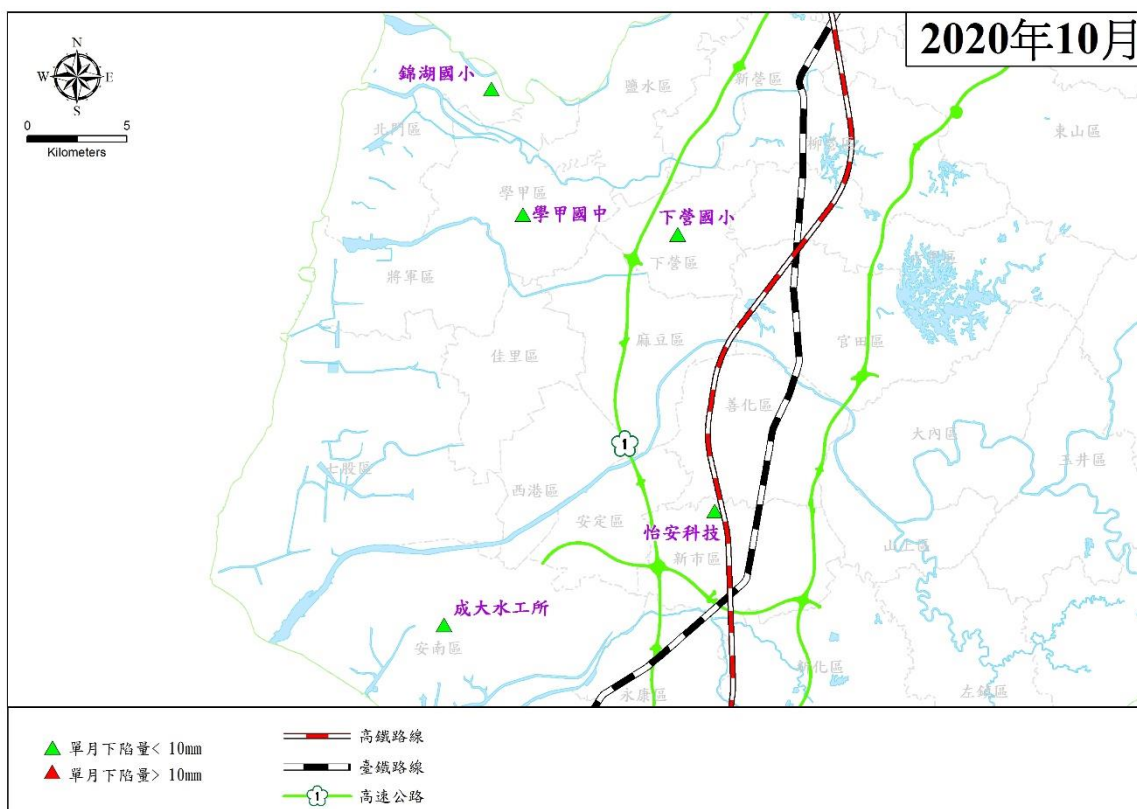 2020年10月
N
W E
S
0 5
Kilometers
錦湖國小
鹽水區
新營區
東山區
北門區
柳營區
學甲區
學甲國中
下營國小
下營區
六甲區
將軍區
麻豆區
官田區
佳里區
善化區
大內區
玉井區
1
七股區
西港區
安定區
怡安科技
山上區
新市區
成大水工所
安南區
新化區
永康區
左鎮區
單月下陷量< 10mm
單月下陷量> 10mm
高鐵路線
臺鐵路線
1 高速公路